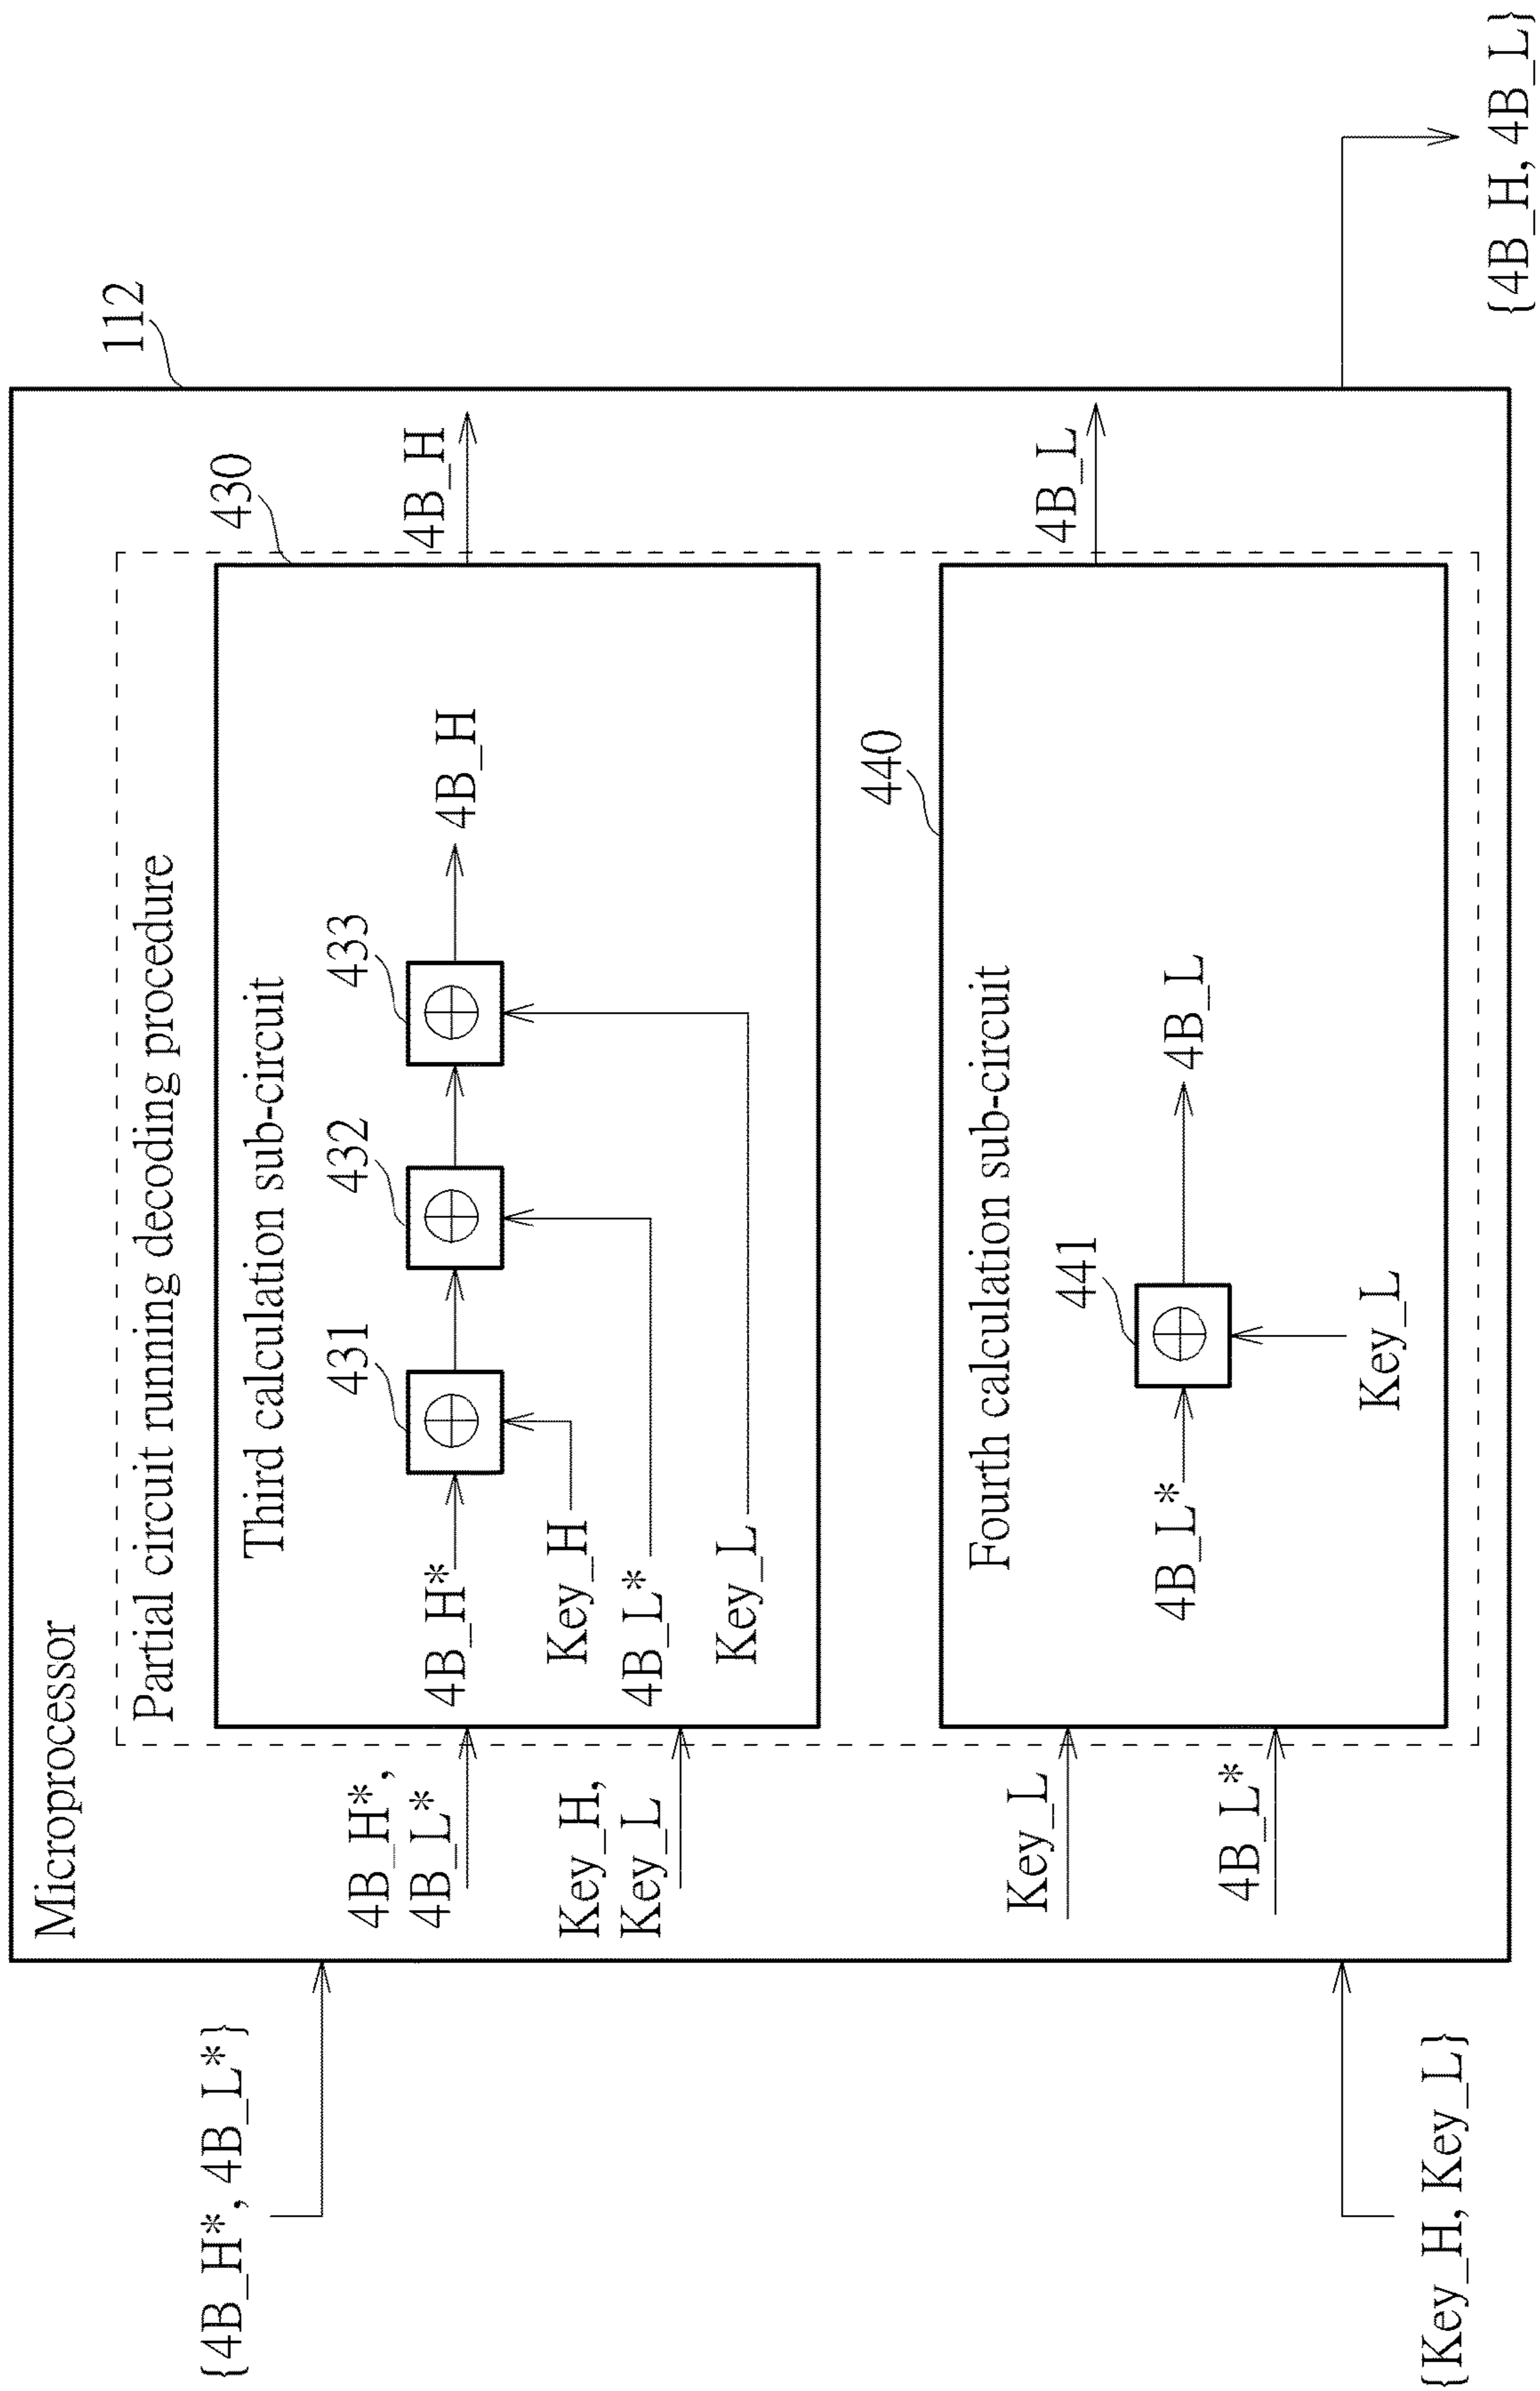 Microprocessor
112
{4B_H*, 4B_L*}
Partial circuit running decoding procedure
430
4B_H*,
4B_L*
Key_H,
Key_L
Third calculation sub-circuit
431
432
433
4B_H*
4B_H
Key_H
4B_L*
Key_L
4B_H
440
Key_L
4B_L*
Fourth calculation sub-circuit
441
4B_L*
4B_L
Key_L
4B_L
{Key_H, Key_L}
{4B_H, 4B_L}